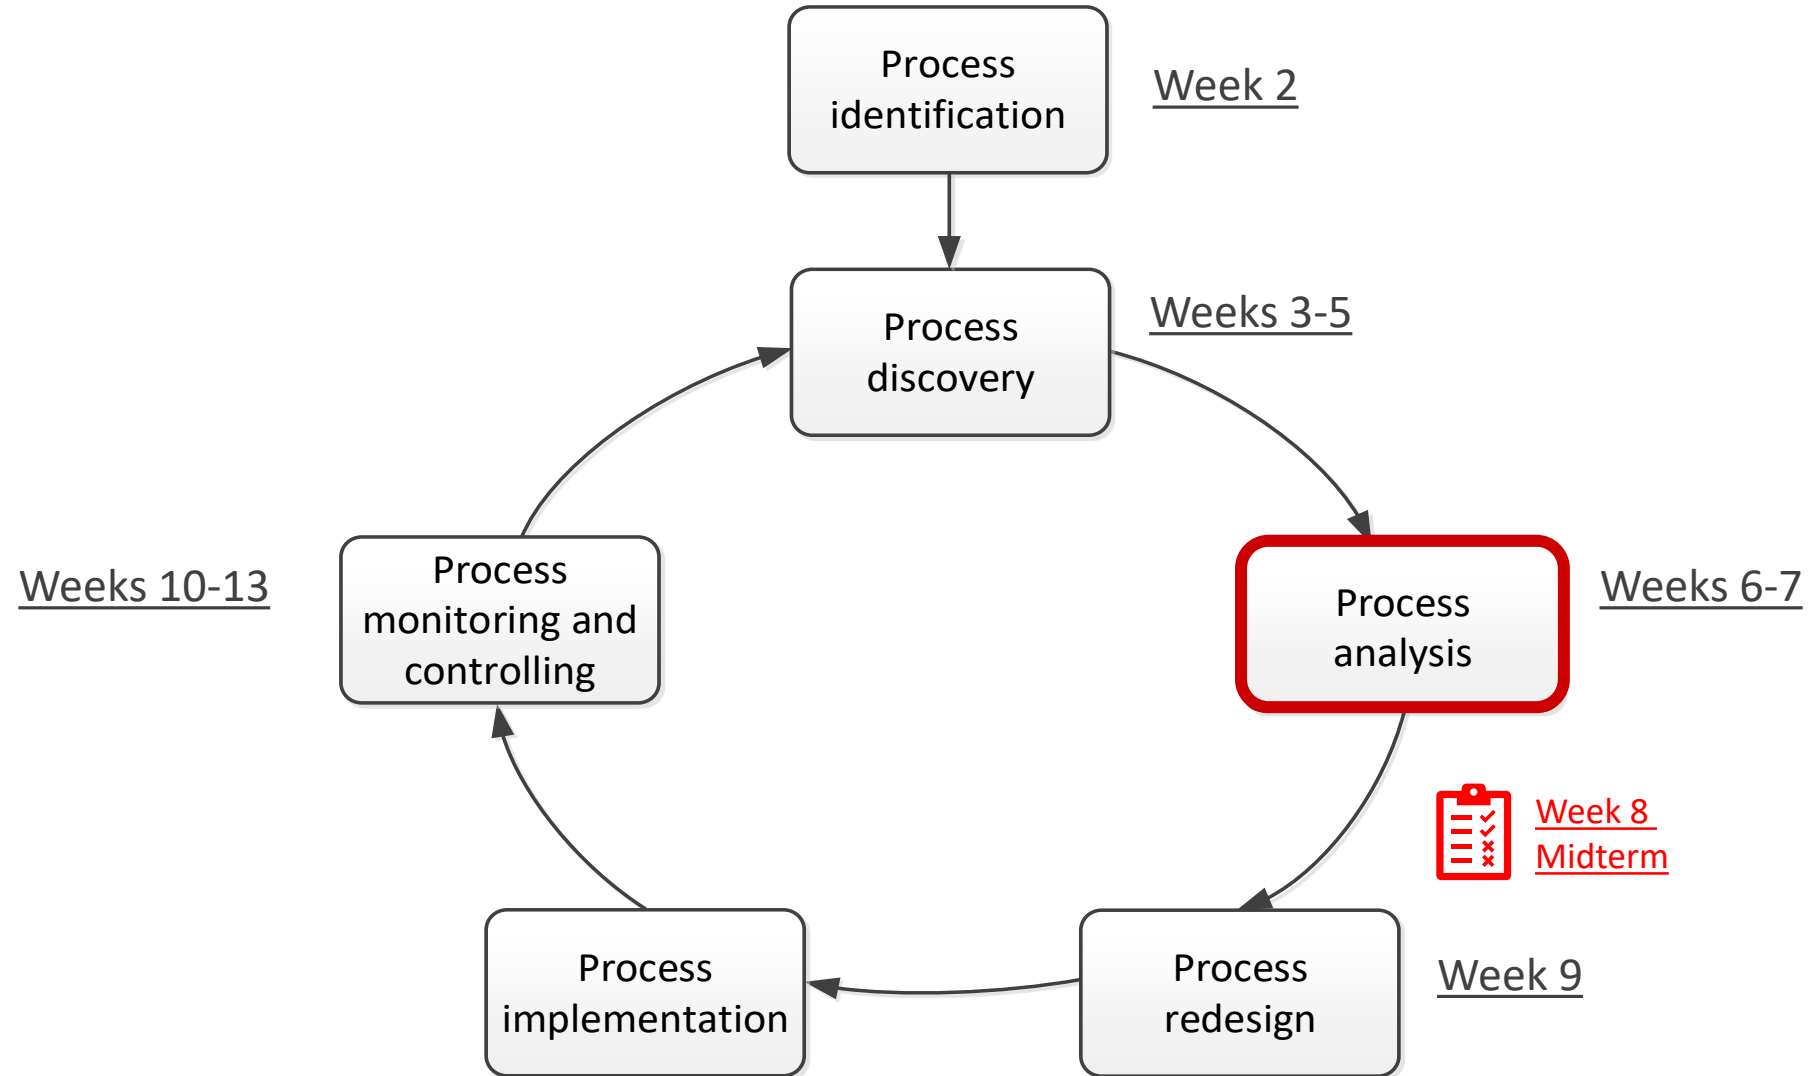 Process
identification
Week 2
Process
discovery
Weeks 3-5
Weeks 10-13
Process
monitoring and
controlling
Process
analysis
Weeks 6-7
Week 8
Midterm
Process
implementation
Process
redesign
Week 9